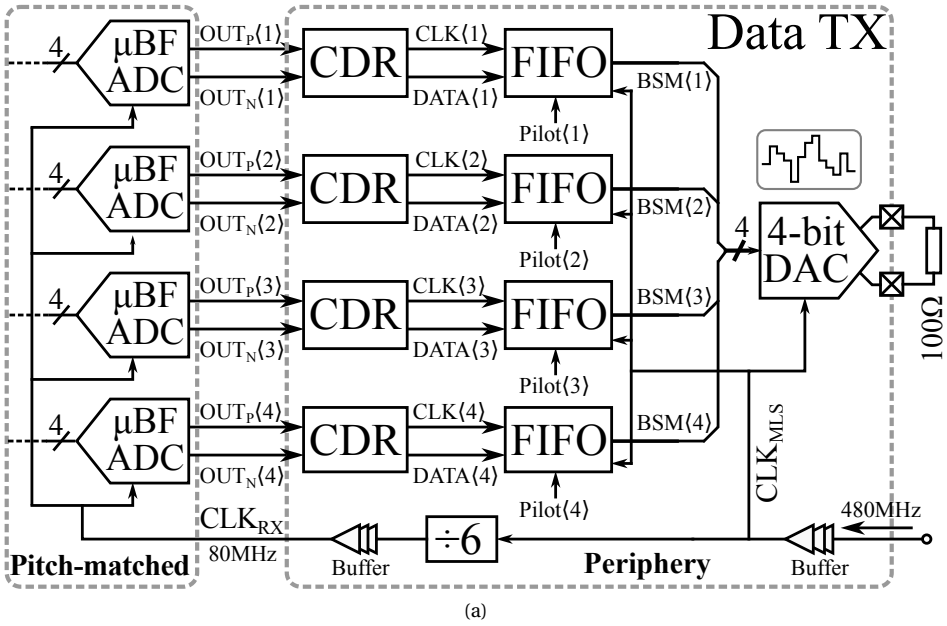 Data TX
4
μBF
ADC
OUTP⟨1⟩
OUTN⟨1⟩
CDR
CLK⟨1⟩
DATA⟨1⟩
FIFO
Pilot⟨1⟩
BSM⟨1⟩
4
μBF
ADC
OUTP⟨2⟩
OUTN⟨2⟩
CDR
CLK⟨2⟩
DATA⟨2⟩
FIFO
Pilot⟨2⟩
BSM⟨2⟩
4
4-bit
DAC
100Ω
4
μBF
ADC
OUTP⟨3⟩
OUTN⟨3⟩
CDR
CLK⟨3⟩
DATA⟨3⟩
FIFO
Pilot⟨3⟩
BSM⟨3⟩
4
μBF
ADC
OUTP⟨4⟩
OUTN⟨4⟩
CDR
CLK⟨4⟩
DATA⟨4⟩
FIFO
Pilot⟨4⟩
BSM⟨4⟩
CLKMLS
CLKRX
80MHz
Buffer
÷6
480MHz
Buffer
Pitch-matched
Periphery
(a)